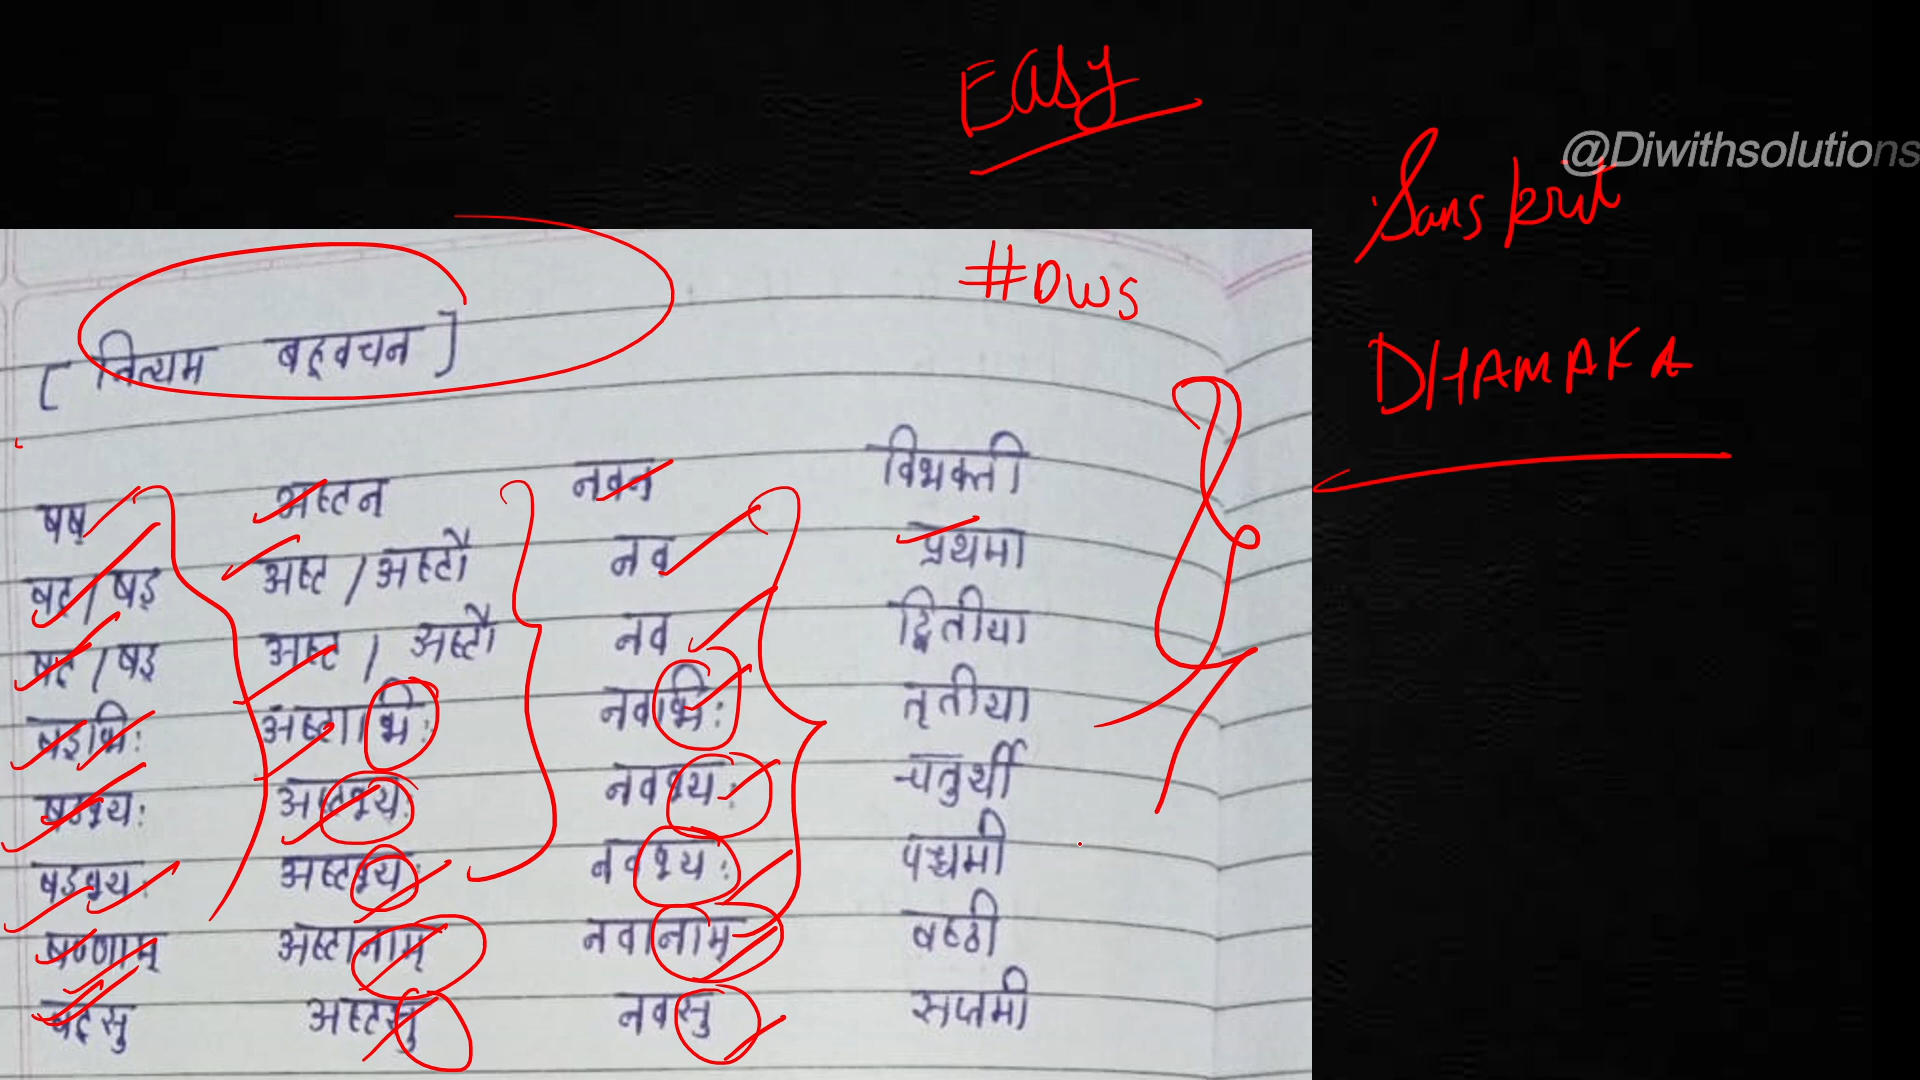 Easy
@Diwithsolutions
Sanskrit
#DWS
DHAMAKA
[ नित्यम बहुवचन ]
षष् अष्टन नवन विभक्ती
षट् / षड् अष्ट / अष्टौ नव प्रथमा
षट् / षड् अष्ट / अष्टौ नव द्वितीया
षड्भिः अष्टाभिः नवभिः तृतीया
षड्भ्यः अष्टभ्यः नवभ्यः चतुर्थी
षड्भ्यः अष्टभ्यः नवभ्यः पञ्चमी
षण्णाम् अष्टानाम् नवानाम् षष्ठी
षट्सु अष्टसु नवसु सप्तमी